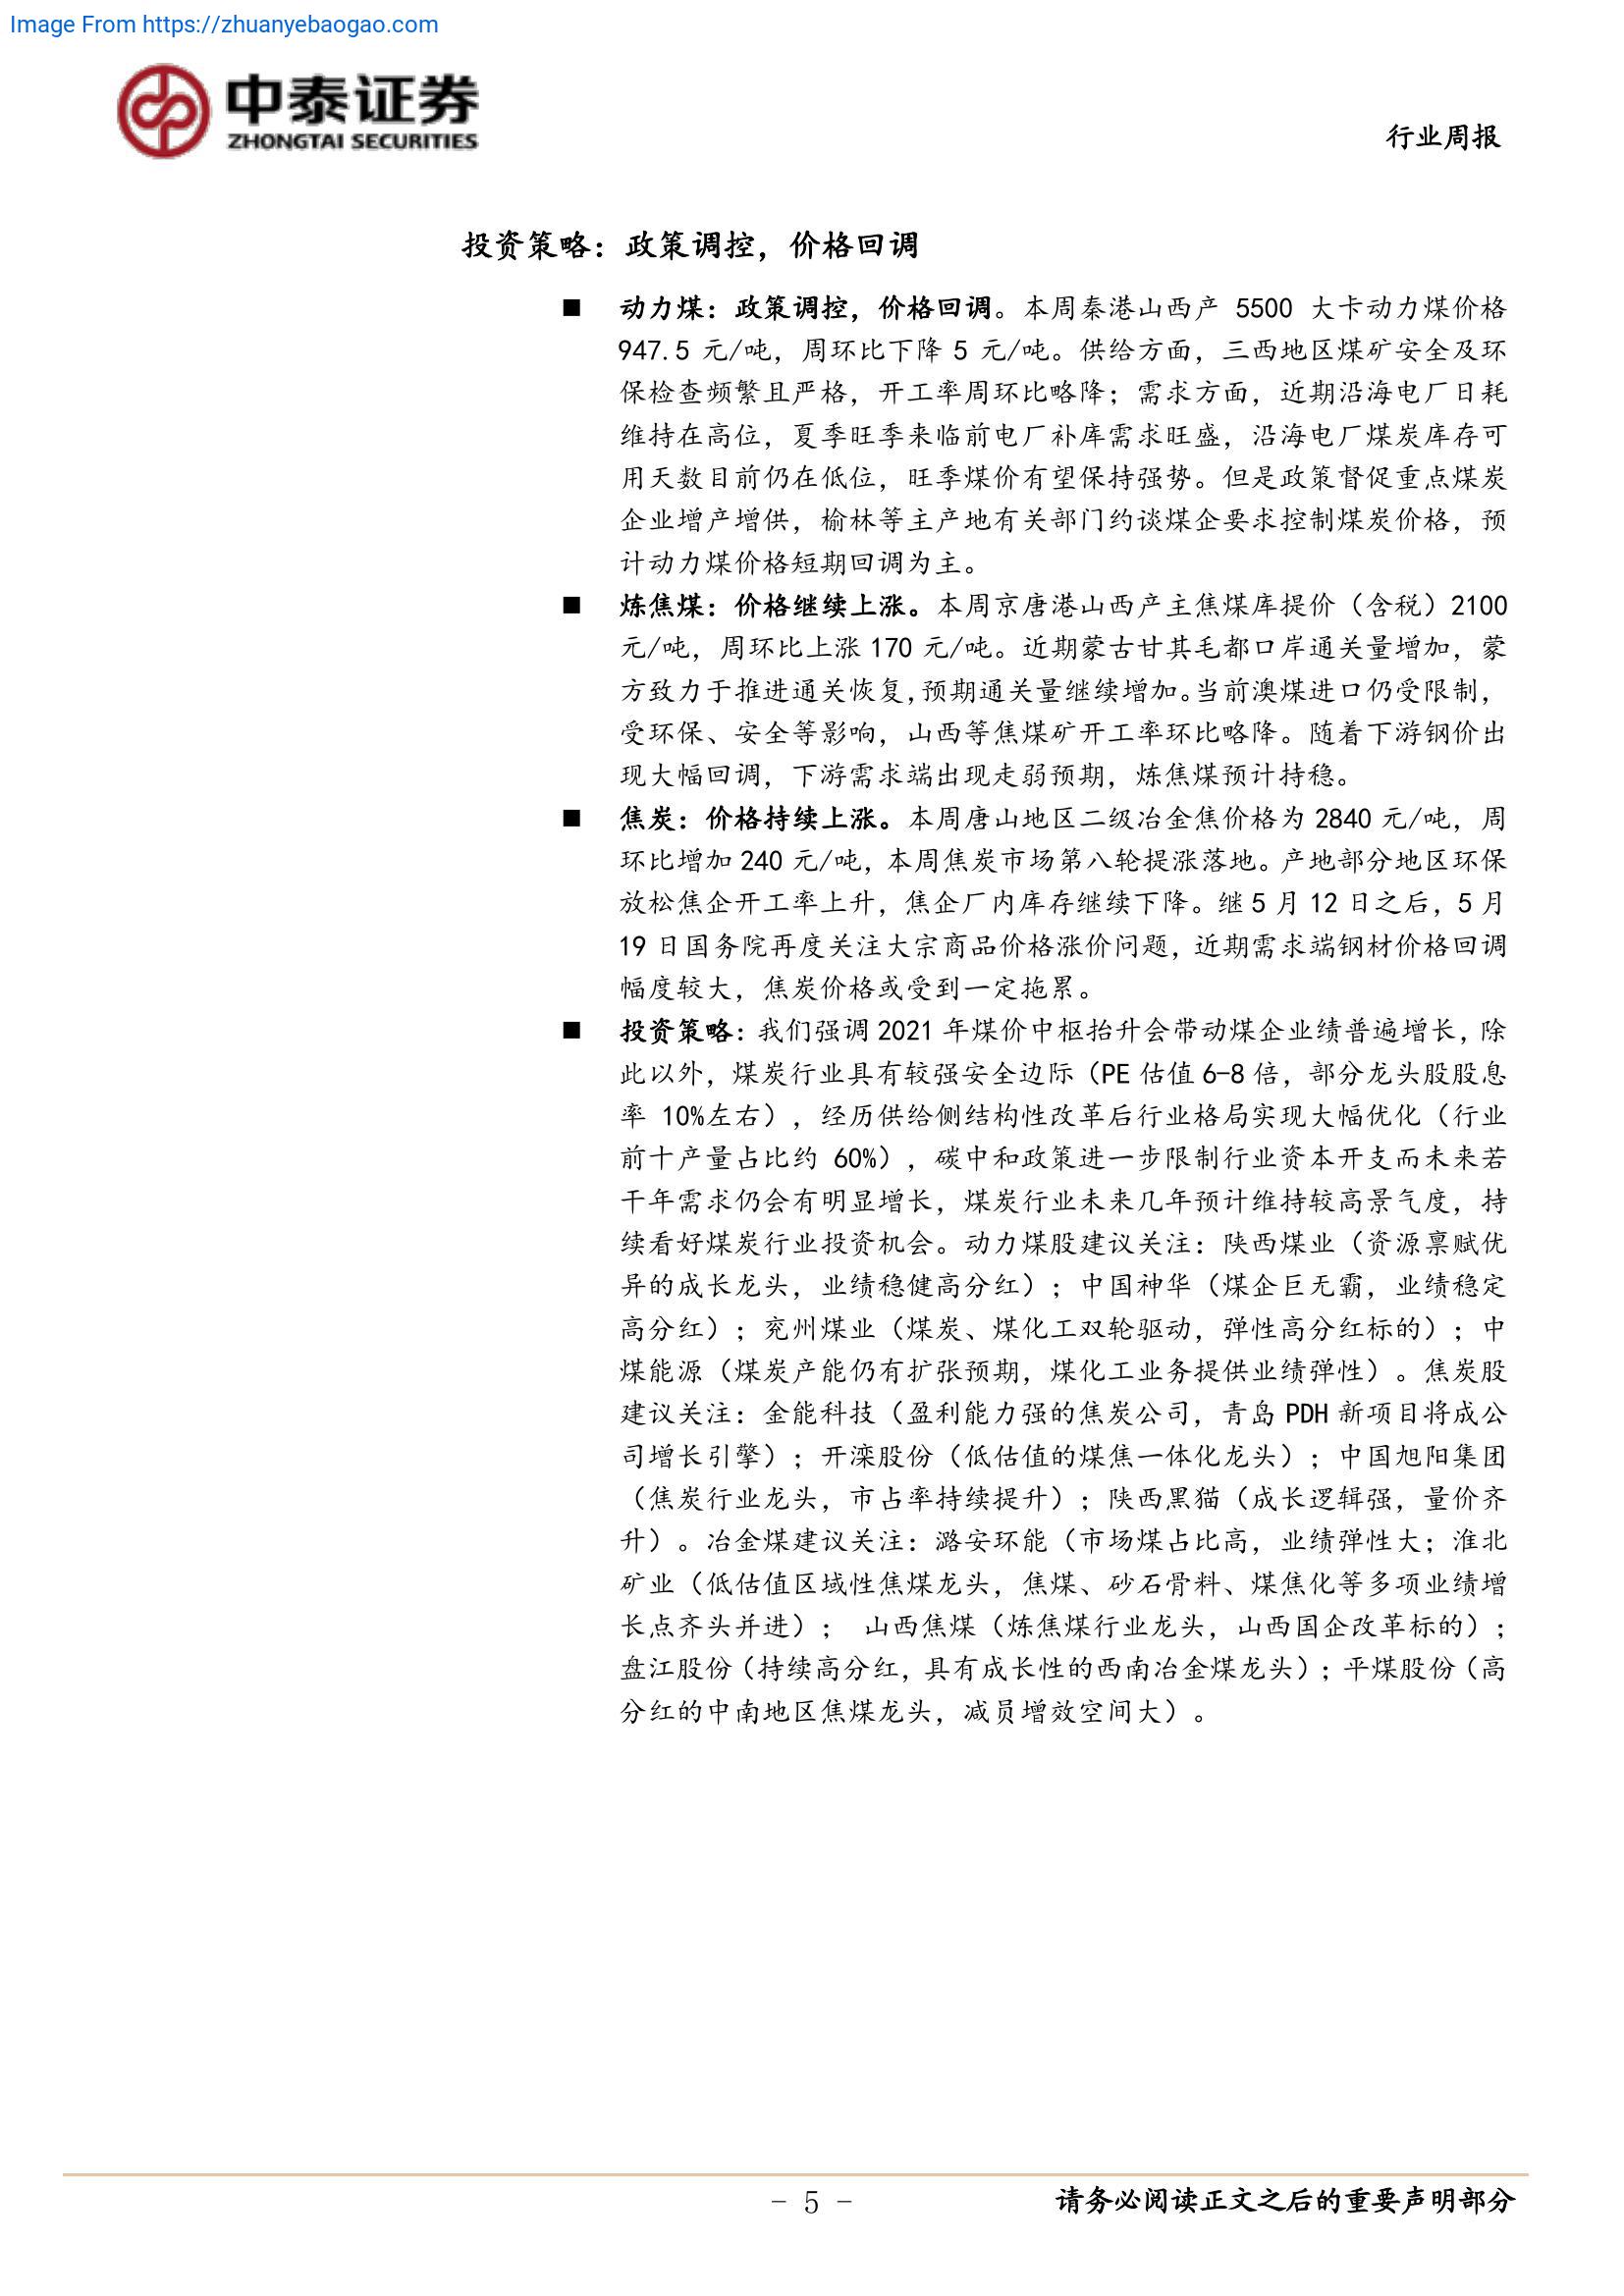 Image From https://zhuanyebaogao.com
中泰证券
ZHONGTAI SECURITIES
行业周报
投资策略：政策调控，价格回调
■ 动力煤：政策调控，价格回调。本周秦港山西产 5500 大卡动力煤价格
947.5 元/吨，周环比下降 5 元/吨。供给方面，三西地区煤矿安全及环
保检查频繁且严格，开工率周环比略降；需求方面，近期沿海电厂日耗
维持在高位，夏季旺季来临前电厂补库需求旺盛，沿海电厂煤炭库存可
用天数目前仍在低位，旺季煤价有望保持强势。但是政策督促重点煤炭
企业增产增供，榆林等主产地有关部门约谈煤企要求控制煤炭价格，预
计动力煤价格短期回调为主。
■ 炼焦煤：价格继续上涨。本周京唐港山西产主焦煤库提价（含税）2100
元/吨，周环比上涨 170 元/吨。近期蒙古甘其毛都口岸通关量增加，蒙
方致力于推进通关恢复，预期通关量继续增加。当前澳煤进口仍受限制，
受环保、安全等影响，山西等焦煤矿开工率环比略降。随着下游钢价出
现大幅回调，下游需求端出现走弱预期，炼焦煤预计持稳。
■ 焦炭：价格持续上涨。本周唐山地区二级冶金焦价格为 2840 元/吨，周
环比增加 240 元/吨，本周焦炭市场第八轮提涨落地。产地部分地区环保
放松焦企开工率上升，焦企厂内库存继续下降。继 5 月 12 日之后，5 月
19 日国务院再度关注大宗商品价格涨价问题，近期需求端钢材价格回调
幅度较大，焦炭价格或受到一定拖累。
■ 投资策略：我们强调 2021 年煤价中枢抬升会带动煤企业绩普遍增长，除
此以外，煤炭行业具有较强安全边际（PE 估值 6-8 倍，部分龙头股股息
率 10%左右），经历供给侧结构性改革后行业格局实现大幅优化（行业
前十产量占比约 60%），碳中和政策进一步限制行业资本开支而未来若
干年需求仍会有明显增长，煤炭行业未来几年预计维持较高景气度，持
续看好煤炭行业投资机会。动力煤股建议关注：陕西煤业（资源禀赋优
异的成长龙头，业绩稳健高分红）；中国神华（煤企巨无霸，业绩稳定
高分红）；兖州煤业（煤炭、煤化工双轮驱动，弹性高分红标的）；中
煤能源（煤炭产能仍有扩张预期，煤化工业务提供业绩弹性）。焦炭股
建议关注：金能科技（盈利能力强的焦炭公司，青岛 PDH 新项目将成公
司增长引擎）；开滦股份（低估值的煤焦一体化龙头）；中国旭阳集团
（焦炭行业龙头，市占率持续提升）；陕西黑猫（成长逻辑强，量价齐
升）。冶金煤建议关注：潞安环能（市场煤占比高，业绩弹性大；淮北
矿业（低估值区域性焦煤龙头，焦煤、砂石骨料、煤焦化等多项业绩增
长点齐头并进）； 山西焦煤（炼焦煤行业龙头，山西国企改革标的）；
盘江股份（持续高分红，具有成长性的西南冶金煤龙头）；平煤股份（高
分红的中南地区焦煤龙头，减员增效空间大）。
- 5 -
请务必阅读正文之后的重要声明部分